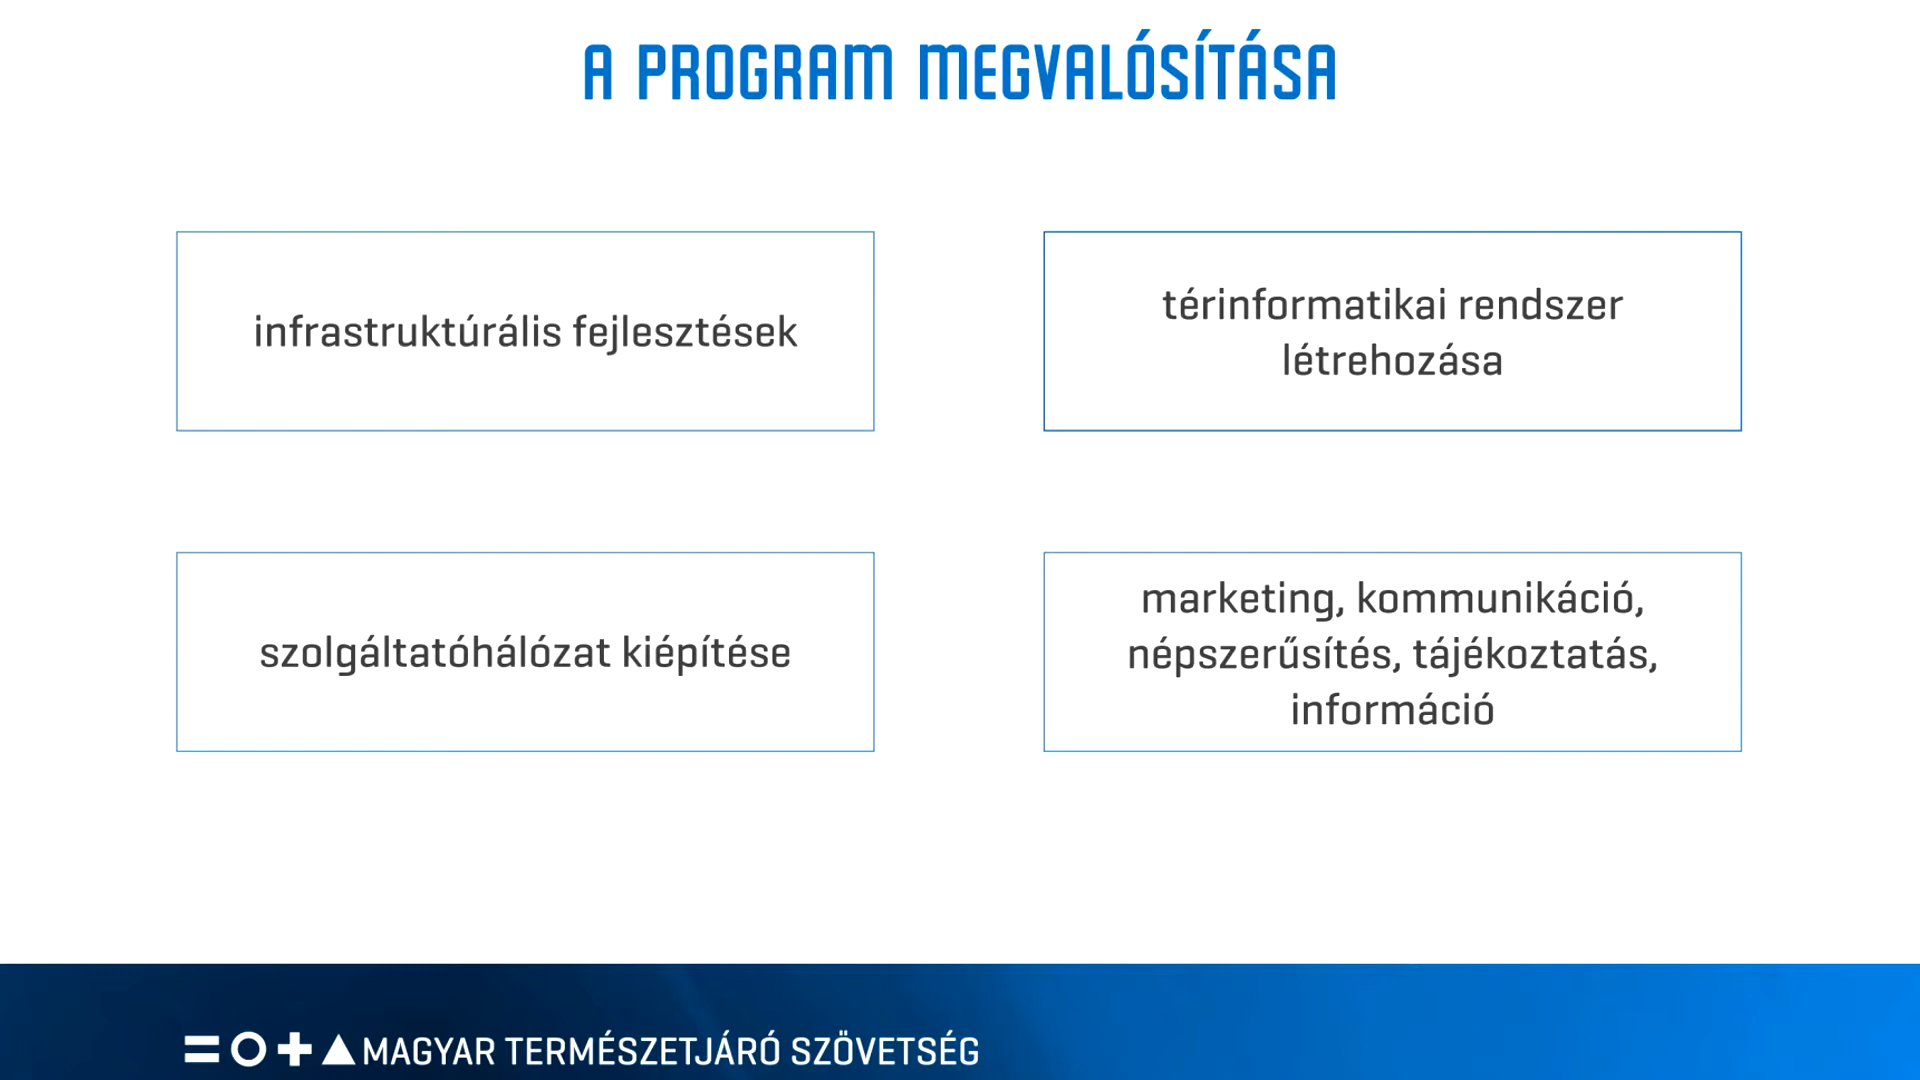 A PROGRAM MEGVALÓSÍTÁSA
infrastruktúrális fejlesztések
térinformatikai rendszer
létrehozása
szolgáltatóhálózat kiépítése
marketing, kommunikáció,
népszerűsítés, tájékoztatás,
információ
MAGYAR TERMÉSZETJÁRÓ SZÖVETSÉG